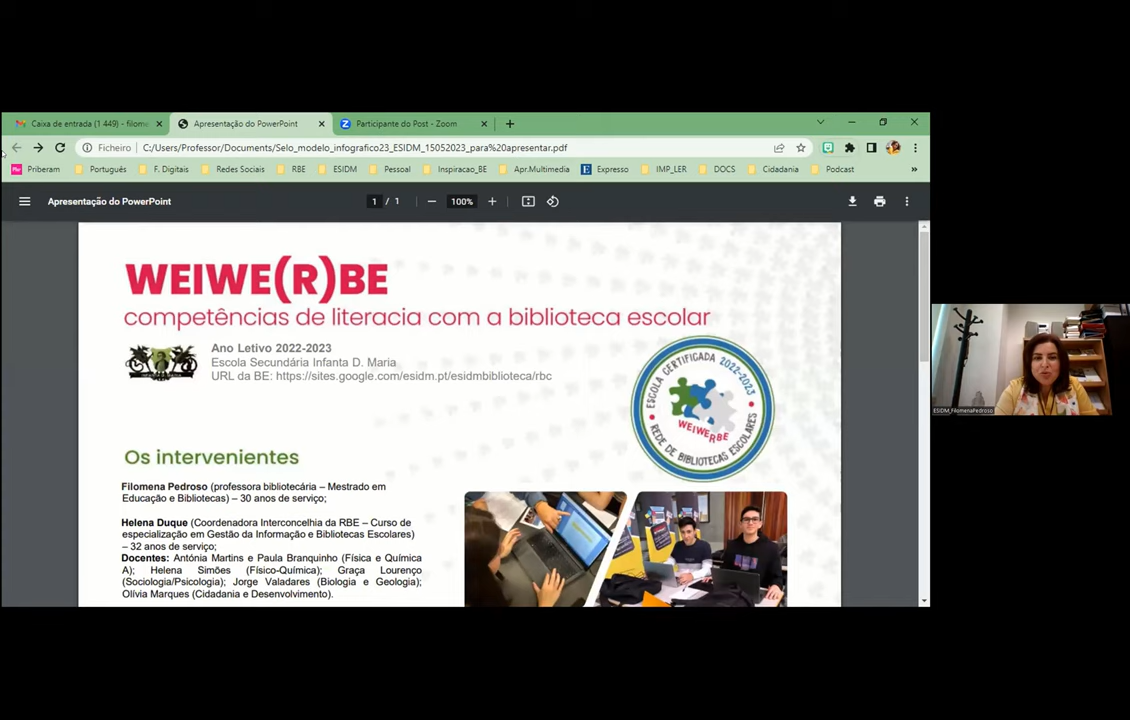 Caixa de entrada (1 449) - filome
Apresentação do PowerPoint
Participante do Post - Zoom
Ficheiro
C:/Users/Professor/Documents/Selo_modelo_infografico23_ESIDM_15052023_para%20apresentar.pdf
Priberam
Português
F. Digitais
Redes Sociais
RBE
ESIDM
Pessoal
Inspiracao_BE
Apr.Multimedia
Expresso
IMP_LER
DOCS
Cidadania
Podcast
»
Apresentação do PowerPoint
1 / 1
100%
WEIWE(R)BE
competências de literacia com a biblioteca escolar
Ano Letivo 2022-2023
Escola Secundária Infanta D. Maria
URL da BE: https://sites.google.com/esidm.pt/esidmbiblioteca/rbc
ESCOLA CERTIFICADA 2022-2023
WEIWERBE
REDE DE BIBLIOTECAS ESCOLARES
Os intervenientes
Filomena Pedroso (professora bibliotecária – Mestrado em
Educação e Bibliotecas) – 30 anos de serviço;
Helena Duque (Coordenadora Interconcelhia da RBE – Curso de
especialização em Gestão da Informação e Bibliotecas Escolares)
– 32 anos de serviço;
Docentes: Antónia Martins e Paula Branquinho (Física e Química
A); Helena Simões (Físico-Química); Graça Lourenço
(Sociologia/Psicologia); Jorge Valadares (Biologia e Geologia);
Olívia Marques (Cidadania e Desenvolvimento).
ESIDM_FilomenaPedroso